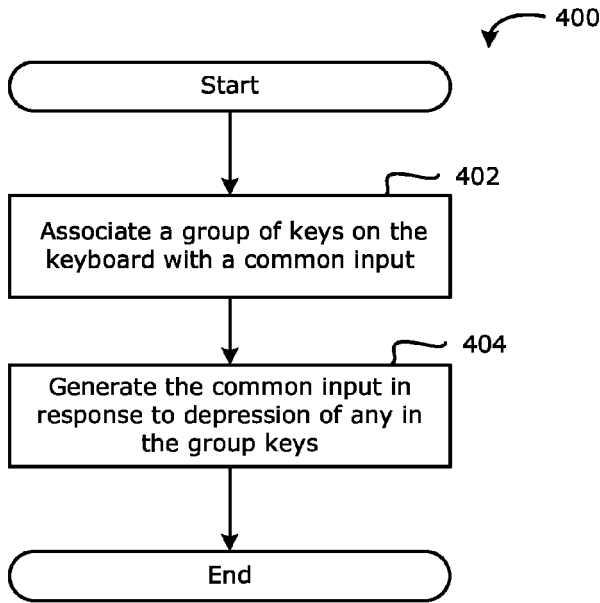 400
Start
402
Associate a group of keys on the
keyboard with a common input
404
Generate the common input in
response to depression of any in
the group keys
End